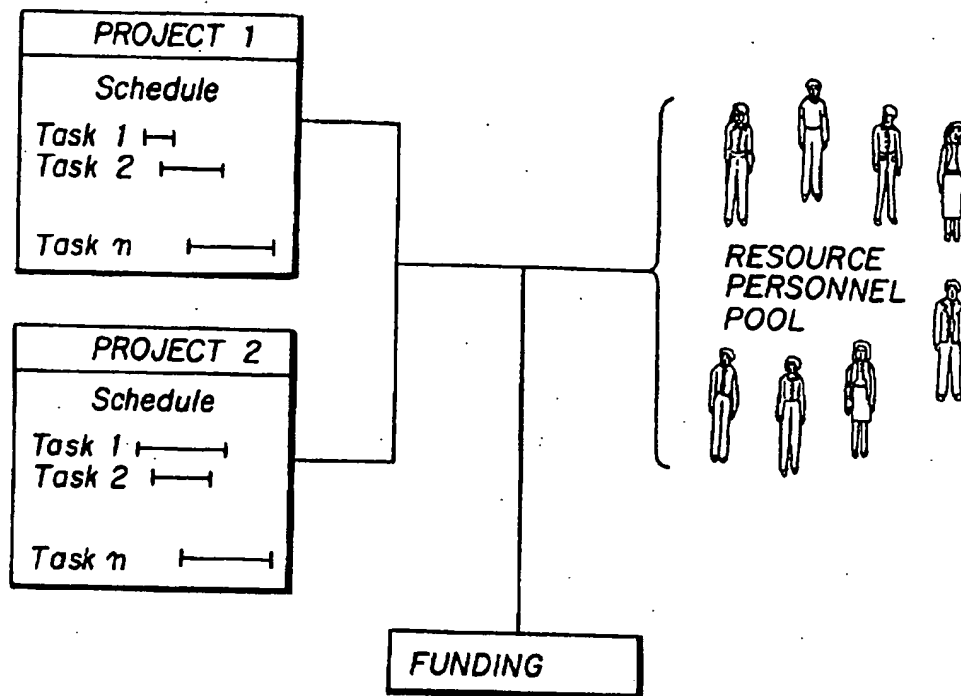 PROJECT 1
Schedule
Task 1
Task 2
Task n
PROJECT 2
Schedule
Task 1
Task 2
Task n
RESOURCE
PERSONNEL
POOL
FUNDING